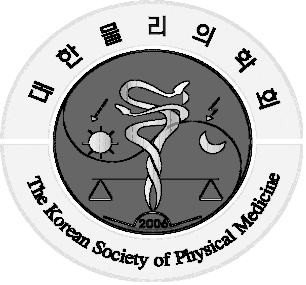 대한물리의학회
2006
The Korean Society of Physical Medicine